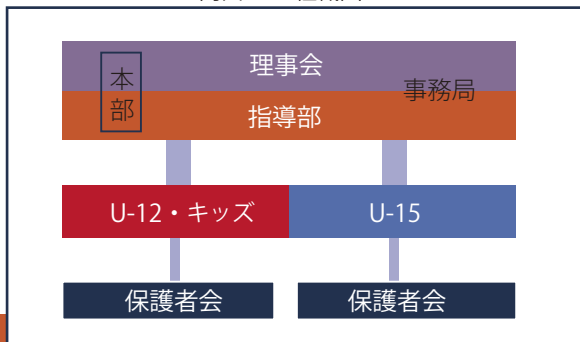 本部
理事会
事務局
指導部
U-12・キッズ
U-15
保護者会
保護者会